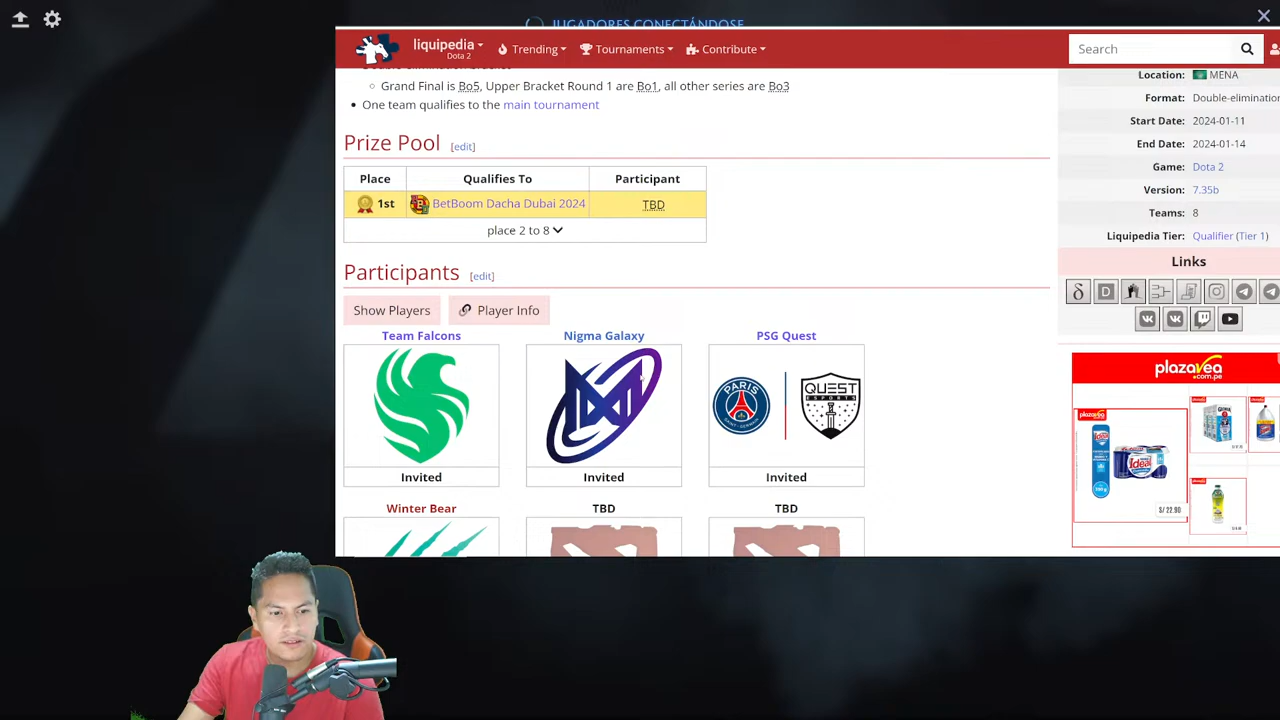 JUGADORES CONECTÁNDOSE
liquipedia
Dota 2
Trending
Tournaments
Contribute
Search
Grand Final is Bo5, Upper Bracket Round 1 are Bo1, all other series are Bo3
One team qualifies to the main tournament
Prize Pool [edit]
Place Qualifies To Participant
1st BetBoom Dacha Dubai 2024 TBD
place 2 to 8
Participants [edit]
Show Players Player Info
Team Falcons Nigma Galaxy PSG Quest
PARIS
QUEST
ESPORTS
Invited Invited Invited
Winter Bear TBD TBD
Location: MENA
Format: Double-eliminatio
Start Date: 2024-01-11
End Date: 2024-01-14
Game: Dota 2
Version: 7.35b
Teams: 8
Liquipedia Tier: Qualifier (Tier 1)
Links
plazavea
.com.pe
plazavea
Ideal
S/ 22.90